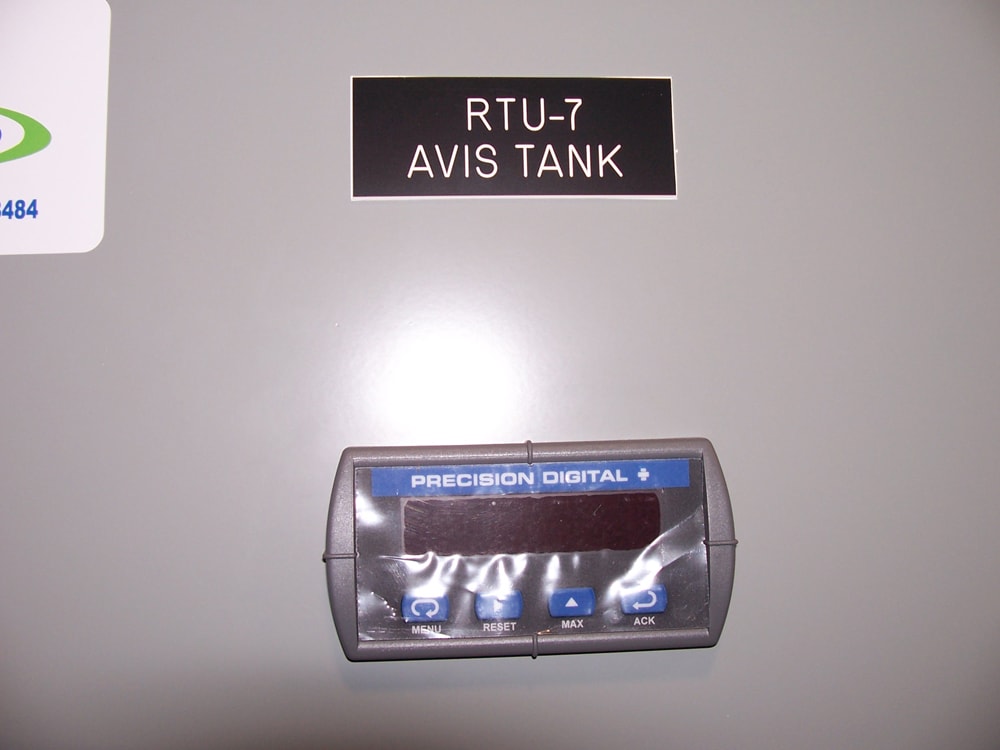 RTU-7
AVIS TANK
484
PRECISION DIGITAL
MENU
RESET
MAX
ACK